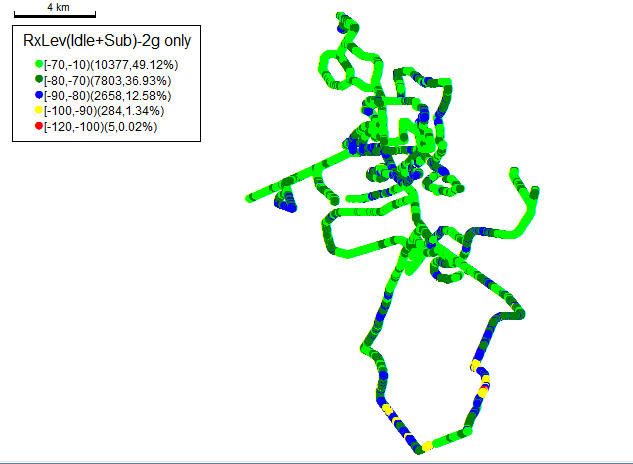 4 km
RxLev(Idle+Sub)-2g only
[-70,-10)(10377,49.12%)
[-80,-70)(7803,36.93%)
[-90,-80)(2658,12.58%)
[-100,-90)(284,1.34%)
[-120,-100)(5,0.02%)